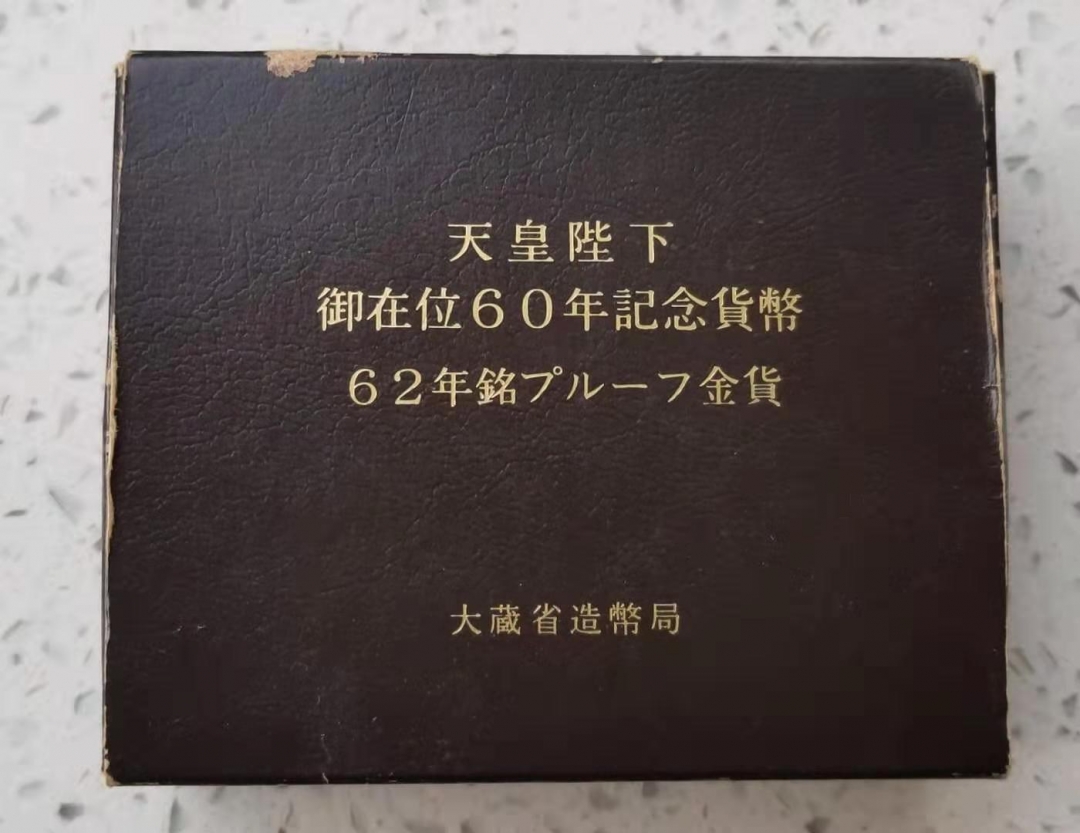 天皇陛下
御在位６０年記念貨幣
６２年銘プルーフ金貨
大蔵省造幣局